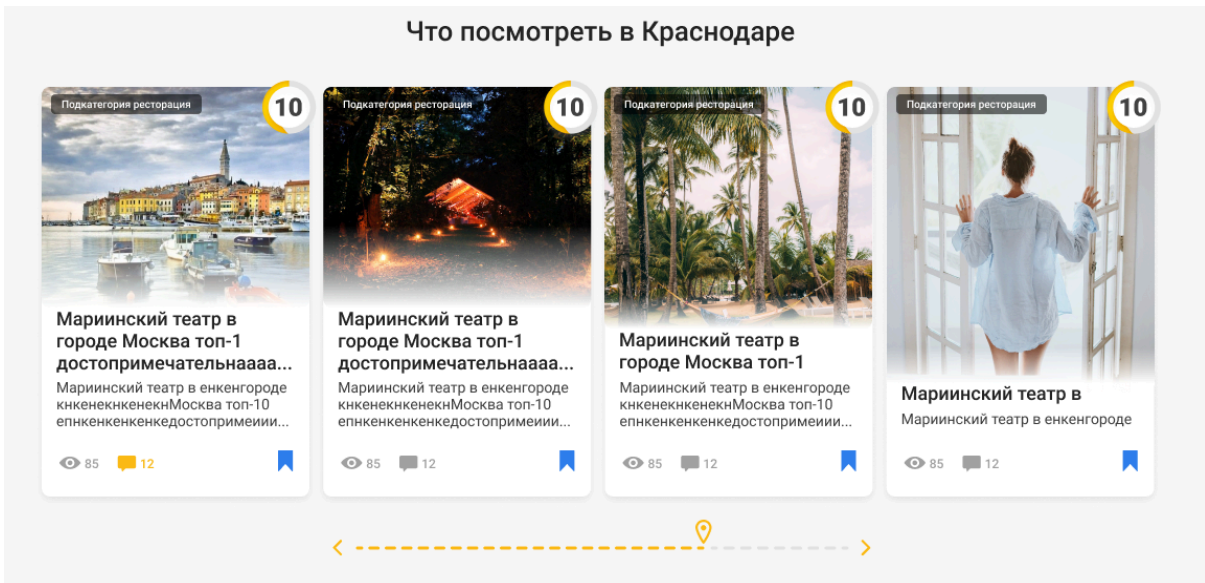 Что посмотреть в Краснодаре
Подкатегория ресторация
10
Мариинский театр в
городе Москва топ-1
достопримечательнаааа...
Мариинский театр в енкенгороде
кнкенекнкенекнМосква топ-10
епнкенкенкенкедостопримеиии...
85
12
Подкатегория ресторация
10
Мариинский театр в
городе Москва топ-1
достопримечательнаааа...
Мариинский театр в енкенгороде
кнкенекнкенекнМосква топ-10
епнкенкенкенкедостопримеиии...
85
12
Подкатегория ресторация
10
Мариинский театр в
городе Москва топ-1
Мариинский театр в енкенгороде
кнкенекнкенекнМосква топ-10
епнкенкенкенкедостопримеиии...
85
12
Подкатегория ресторация
10
Мариинский театр в
Мариинский театр в енкенгороде
85
12